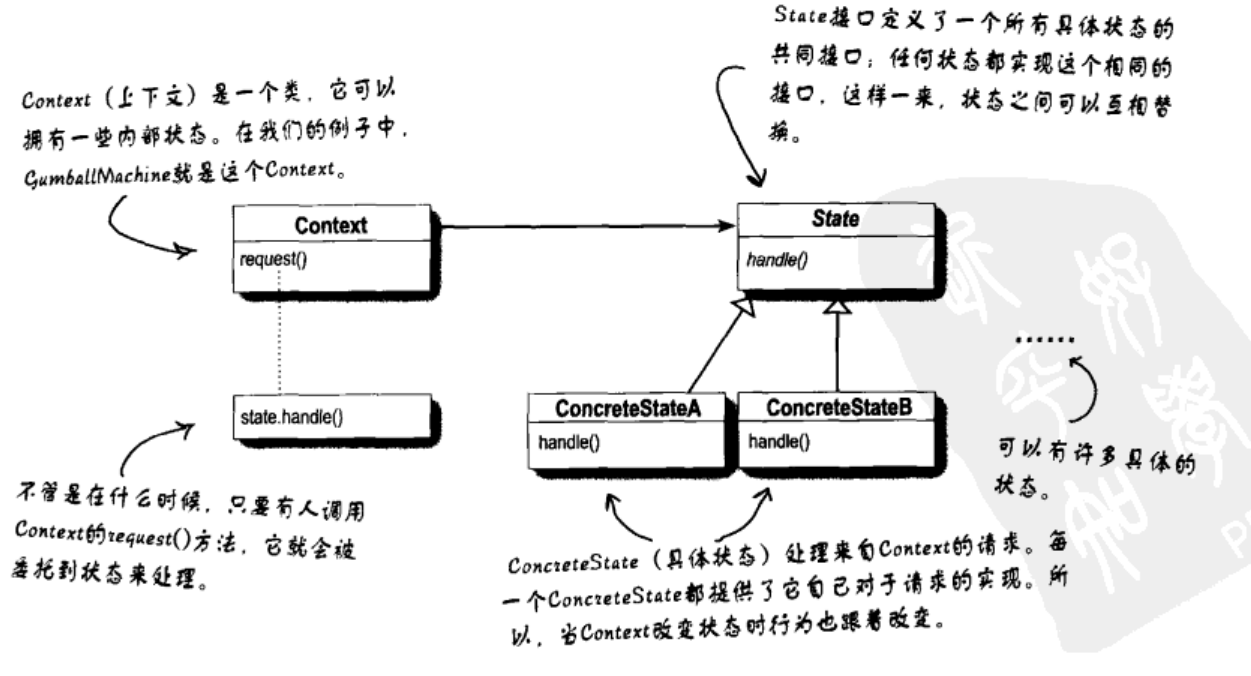 State接口定义了一个所有具体状态的
共同接口；任何状态都实现这个相同的
接口，这样一来，状态之间可以互相替
换。
Context（上下文）是一个类，它可以
拥有一些内部状态。在我们的例子中，
GumballMachine就是这个Context。
Context
request()
State
handle()
state.handle()
ConcreteStateA
handle()
ConcreteStateB
handle()
......
可以有许多具体的
状态。
不管是在什么时候，只要有人调用
Context的request()方法，它就会被
委托到状态来处理。
ConcreteState（具体状态）处理来自Context的请求。每
一个ConcreteState都提供了它自己对于请求的实现。所
以，当Context改变状态时行为也跟着改变。